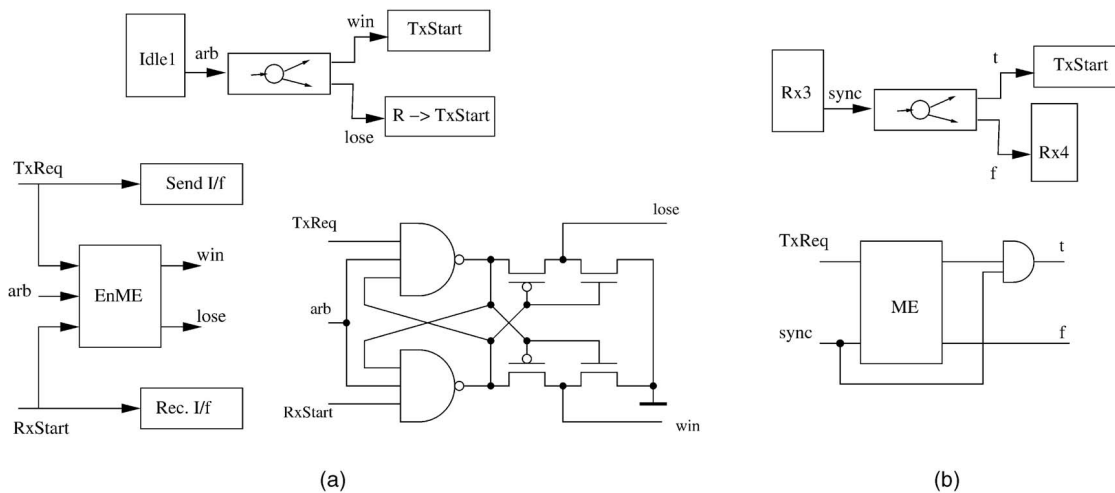 win
TxStart
Idle1
arb
R –> TxStart
lose
TxReq
Send I/f
win
arb
EnME
lose
Rec. I/f
RxStart
TxReq
lose
arb
RxStart
win
(a)
t
TxStart
Rx3
sync
Rx4
f
TxReq
t
ME
sync
f
(b)